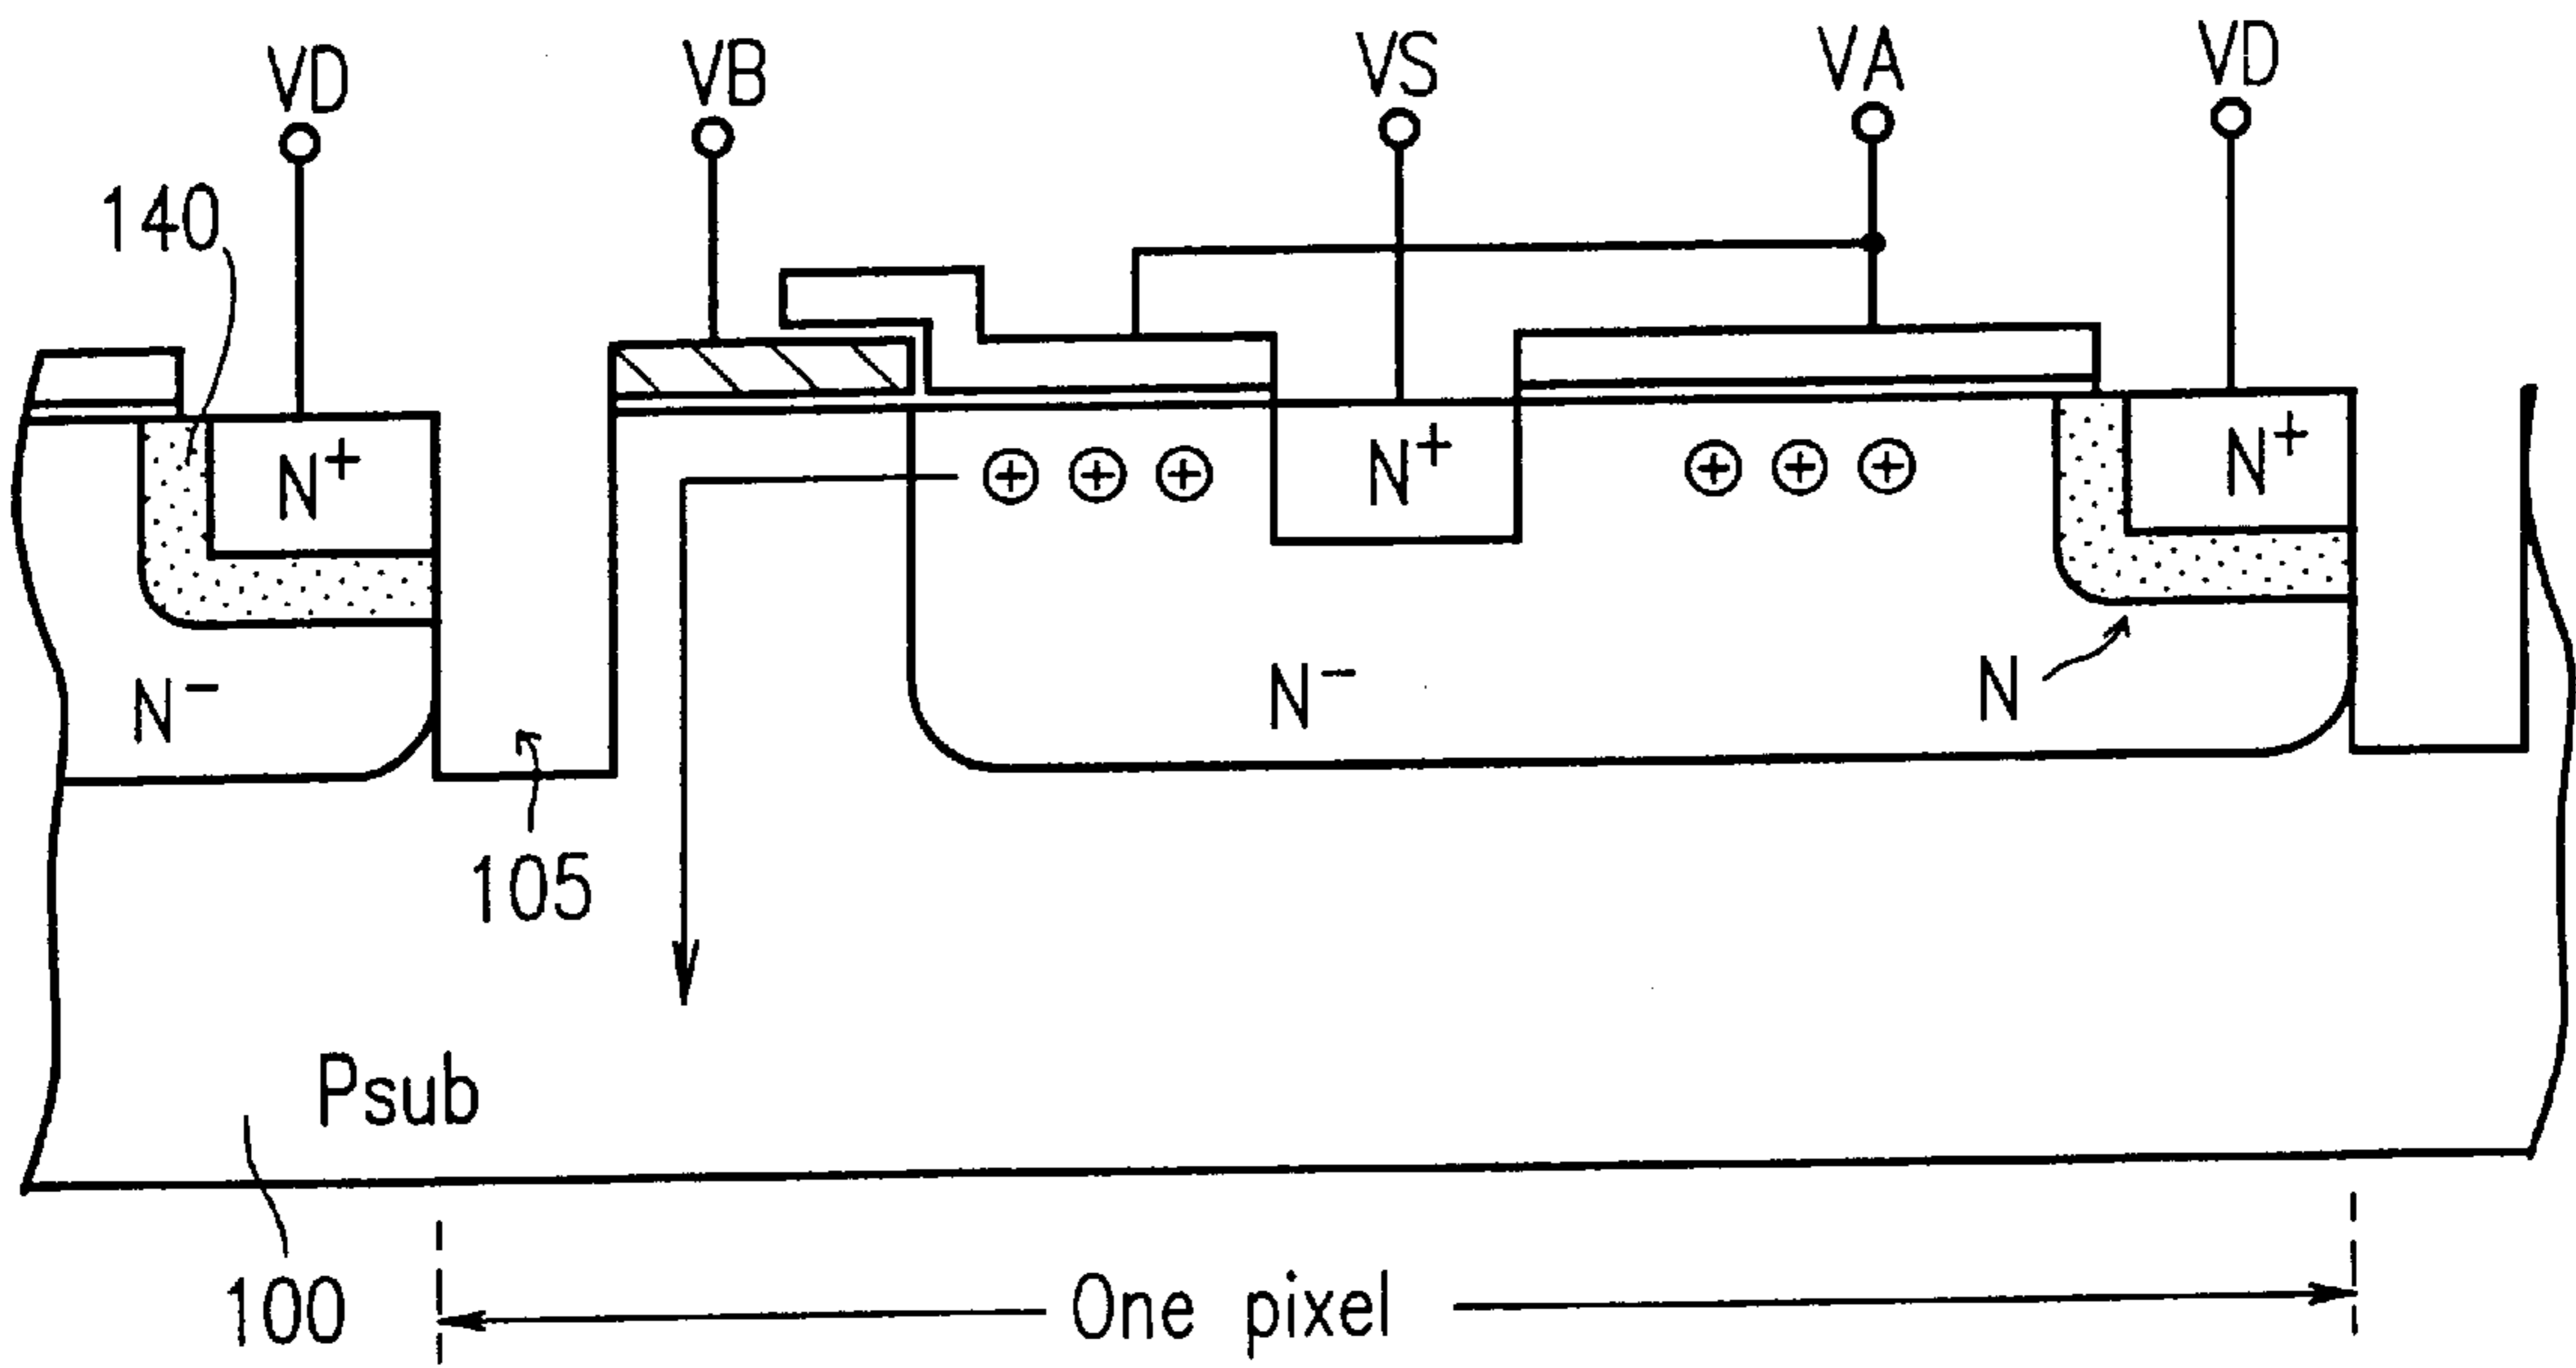 VD VB VS VA VD
140
⊕ ⊕ ⊕ ⊕ ⊕ ⊕
N+ N+ N+
N- N- N
105
Psub
100
One pixel